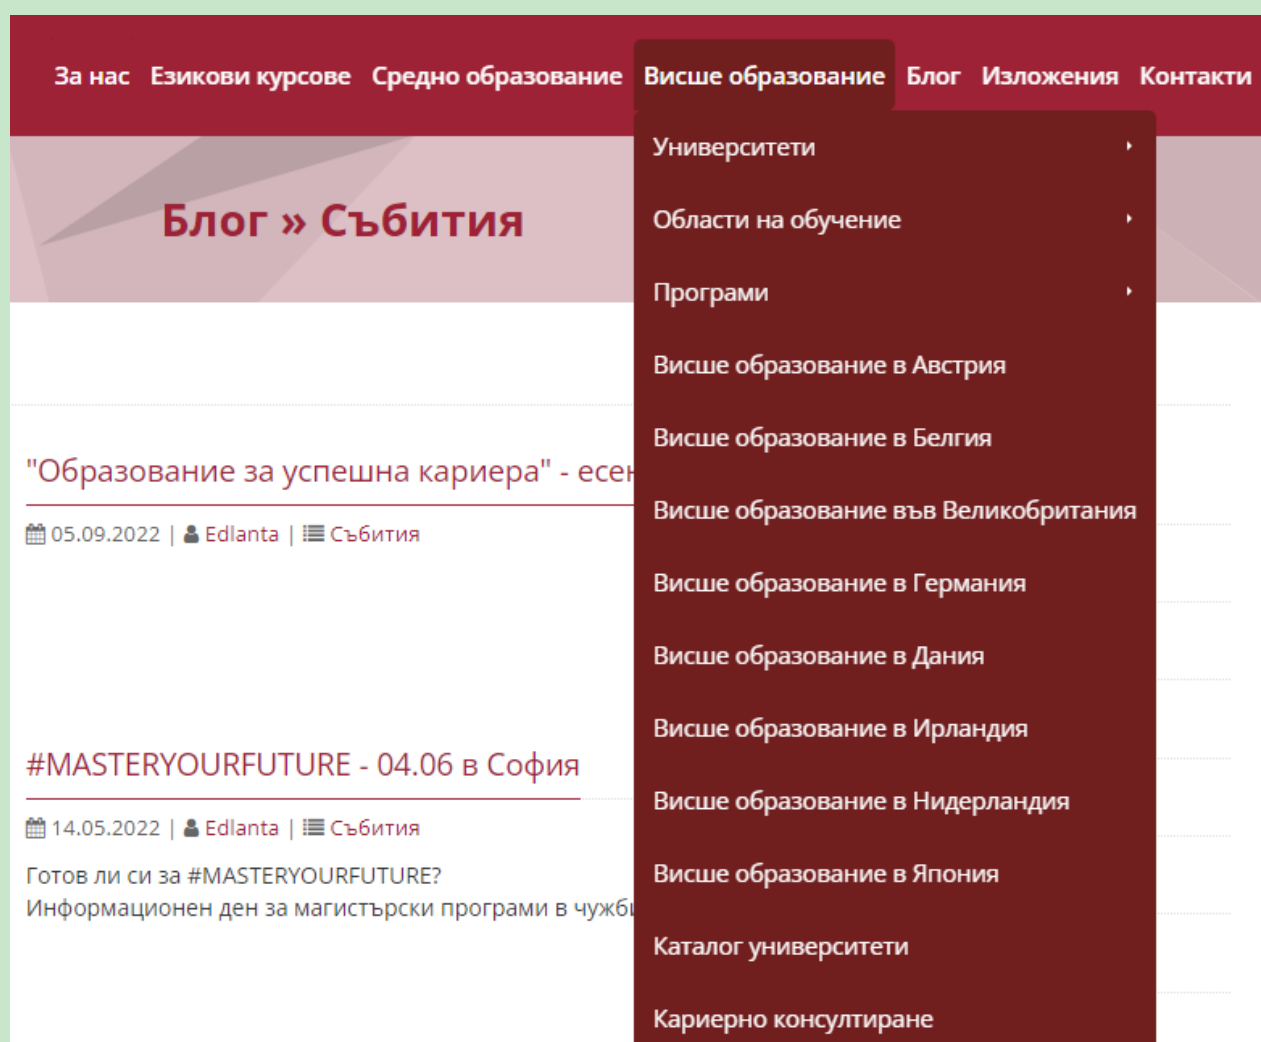 За нас Езикови курсове Средно образование Висше образование Блог Изложения Контакти
Блог » Събития
"Образование за успешна кариера" -
05.09.2022 | Edlanta | Събития
#MASTERYOURFUTURE - 04.06 в София
14.05.2022 | Edlanta | Събития
Готов ли си за #MASTERYOURFUTURE?
Информационен ден за магистърски програми в
Университети
Области на обучение
Програми
Висше образование в Австрия
Висше образование в Белгия
Висше образование във Великобритания
Висше образование в Германия
Висше образование в Дания
Висше образование в Ирландия
Висше образование в Нидерландия
Висше образование в Япония
Каталог университети
Кариерно консултиране